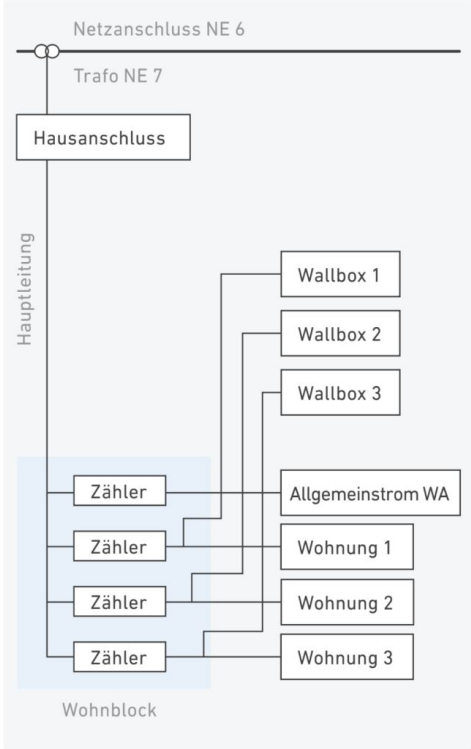 Netzanschluss NE 6
Trafo NE 7
Hausanschluss
Hauptleitung
Wallbox 1
Wallbox 2
Wallbox 3
Zähler
Allgemeinstrom WA
Zähler
Wohnung 1
Zähler
Wohnung 2
Zähler
Wohnung 3
Wohnblock